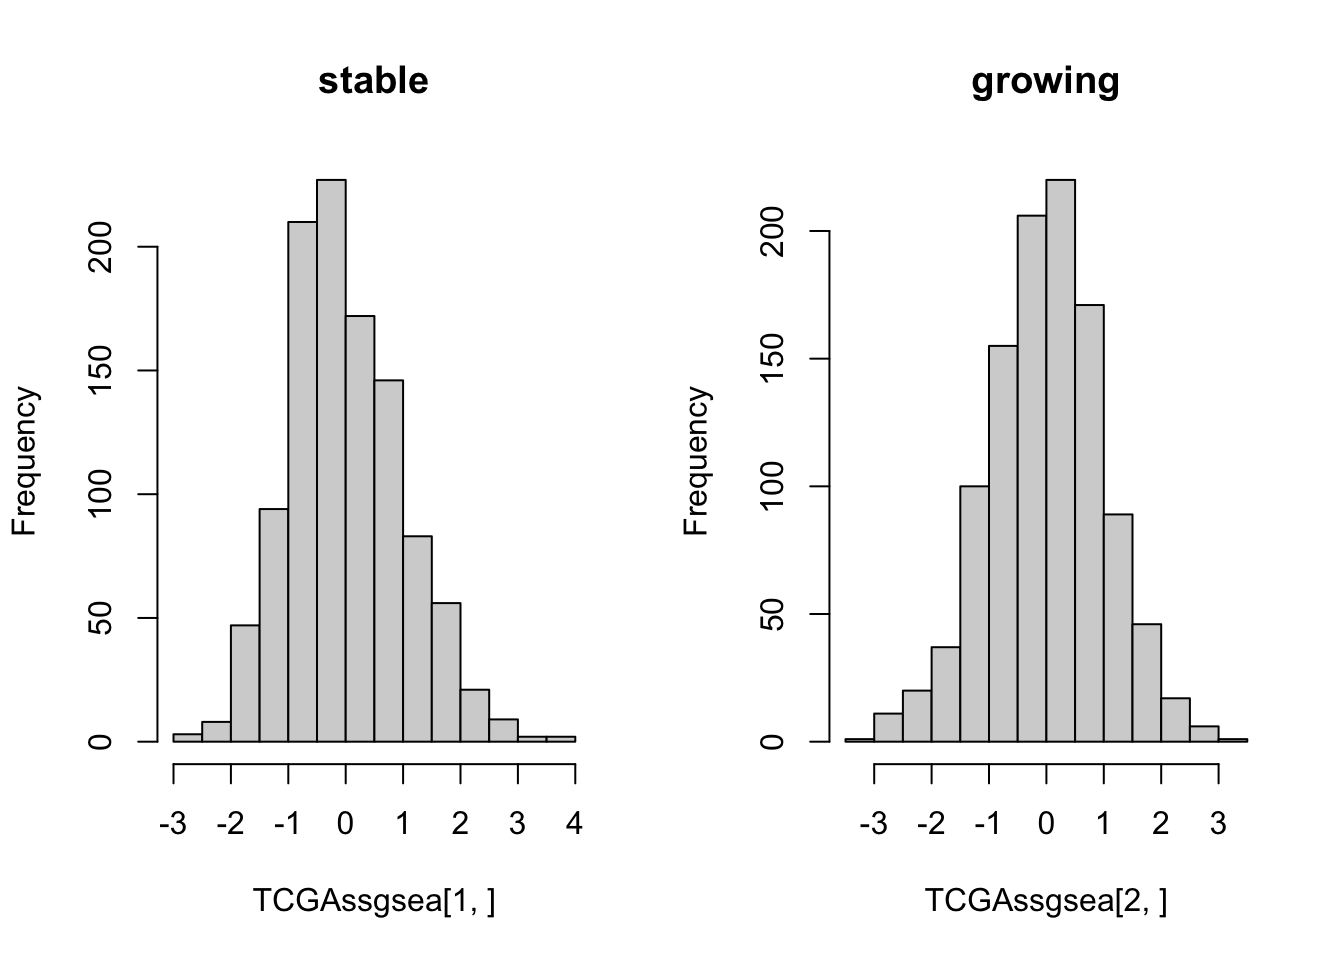 stable
Frequency
200
150
100
50
0
-3 -2 -1 0 1 2 3 4
TCGAssgsea[1, ]
growing
Frequency
200
150
100
50
0
-3 -2 -1 0 1 2 3
TCGAssgsea[2, ]